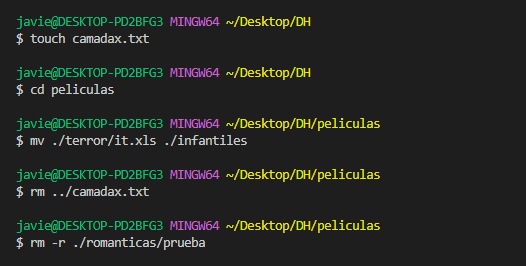 javie@DESKTOP-PD2BFG3 MINGW64 ~/Desktop/DH
$ touch camadax.txt
javie@DESKTOP-PD2BFG3 MINGW64 ~/Desktop/DH
$ cd peliculas
javie@DESKTOP-PD2BFG3 MINGW64 ~/Desktop/DH/peliculas
$ mv ./terror/it.xls ./infantiles
javie@DESKTOP-PD2BFG3 MINGW64 ~/Desktop/DH/peliculas
$ rm ../camadax.txt
javie@DESKTOP-PD2BFG3 MINGW64 ~/Desktop/DH/peliculas
$ rm -r ./romanticas/prueba